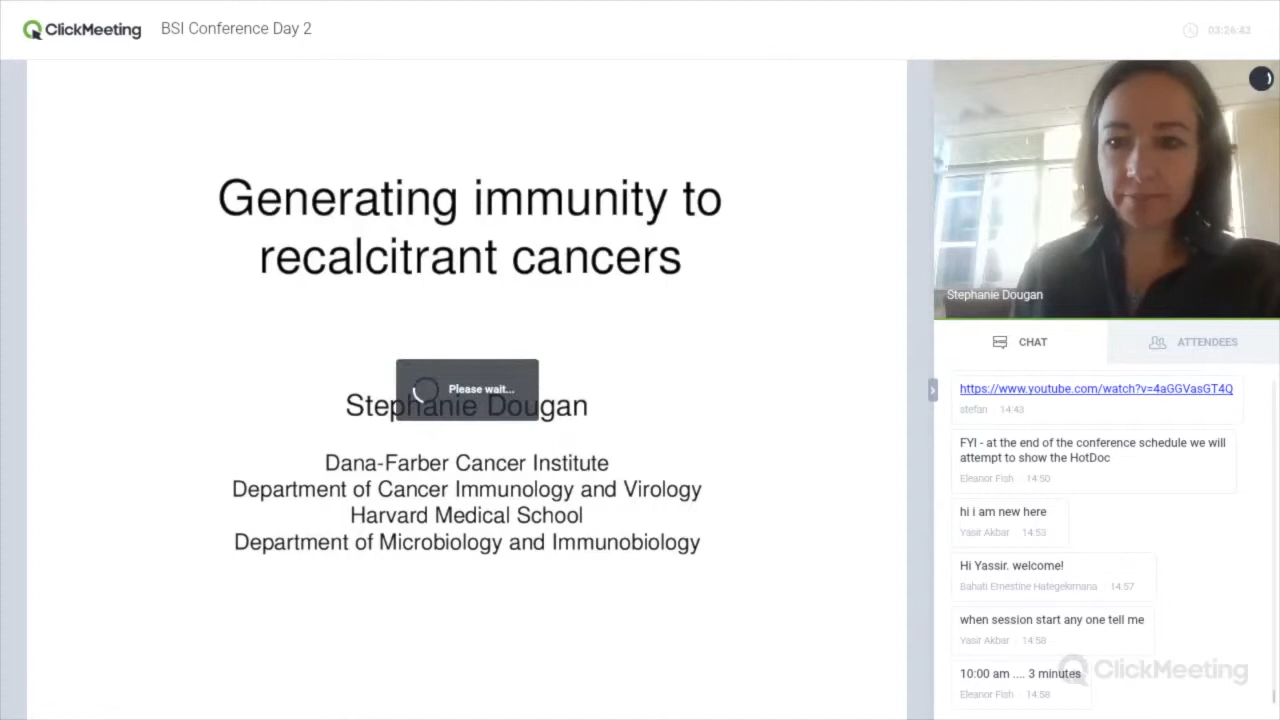 ClickMeeting
BSI Conference Day 2
03:26:43
Generating immunity to
recalcitrant cancers
Please wait...
Stephanie Dougan
Dana-Farber Cancer Institute
Department of Cancer Immunology and Virology
Harvard Medical School
Department of Microbiology and Immunobiology
Stephanie Dougan
CHAT
ATTENDEES
https://www.youtube.com/watch?v=4aGGVasGT4Q
stefan 14:43
FYI - at the end of the conference schedule we will
attempt to show the HotDoc
Eleanor Fish 14:50
hi i am new here
Yasir Akbar 14:53
Hi Yassir. welcome!
Bahati Ernestine Hategekimana 14:57
when session start any one tell me
Yasir Akbar 14:58
10:00 am .... 3 minutes
Eleanor Fish 14:58
ClickMeeting